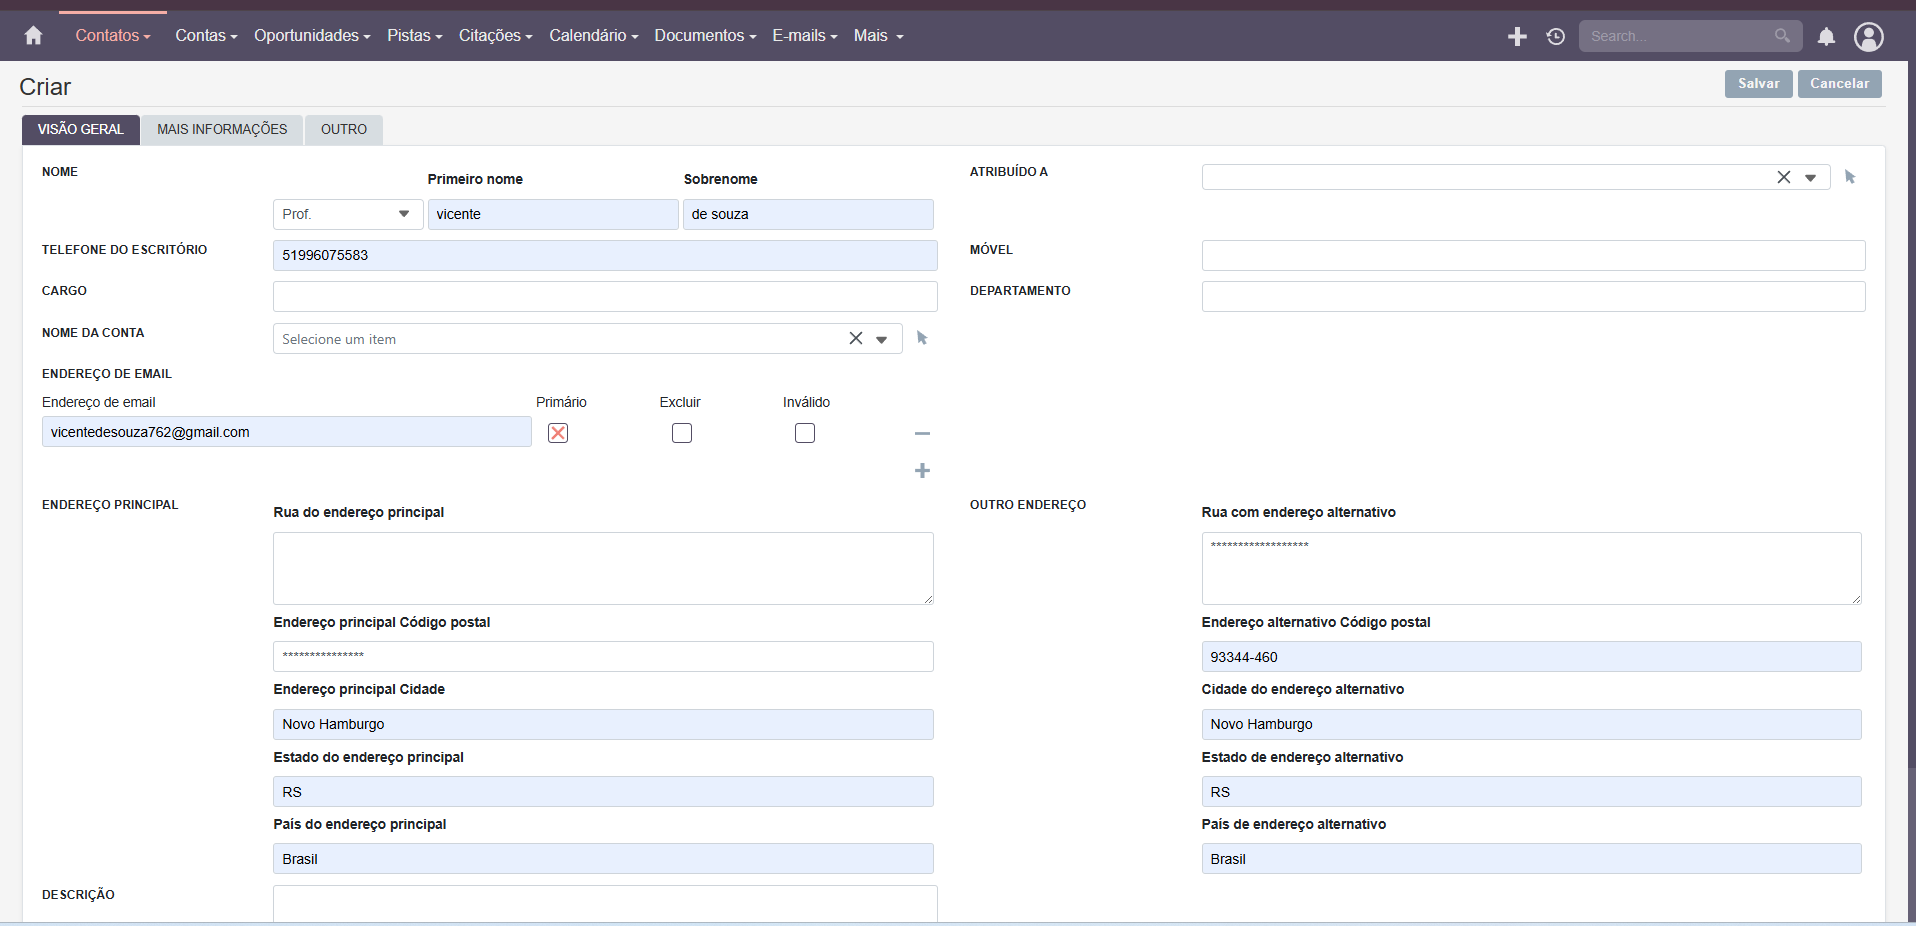 Contatos Contas Oportunidades Pistas Citações Calendário Documentos E-mails Mais Search...
Criar
Salvar Cancelar
VISÃO GERAL MAIS INFORMAÇÕES OUTRO
NOME
Primeiro nome Sobrenome
Prof. vicente de souza
ATRIBUÍDO A
TELEFONE DO ESCRITÓRIO 51996075583
MÓVEL
CARGO
DEPARTAMENTO
NOME DA CONTA Selecione um item
ENDEREÇO DE EMAIL
Endereço de email Primário Excluir Inválido
vicentedesouza762@gmail.com
ENDEREÇO PRINCIPAL
Rua do endereço principal
Endereço principal Código postal
***************
Endereço principal Cidade
Novo Hamburgo
Estado do endereço principal
RS
País do endereço principal
Brasil
OUTRO ENDEREÇO
Rua com endereço alternativo
******************
Endereço alternativo Código postal
93344-460
Cidade do endereço alternativo
Novo Hamburgo
Estado de endereço alternativo
RS
País de endereço alternativo
Brasil
DESCRIÇÃO